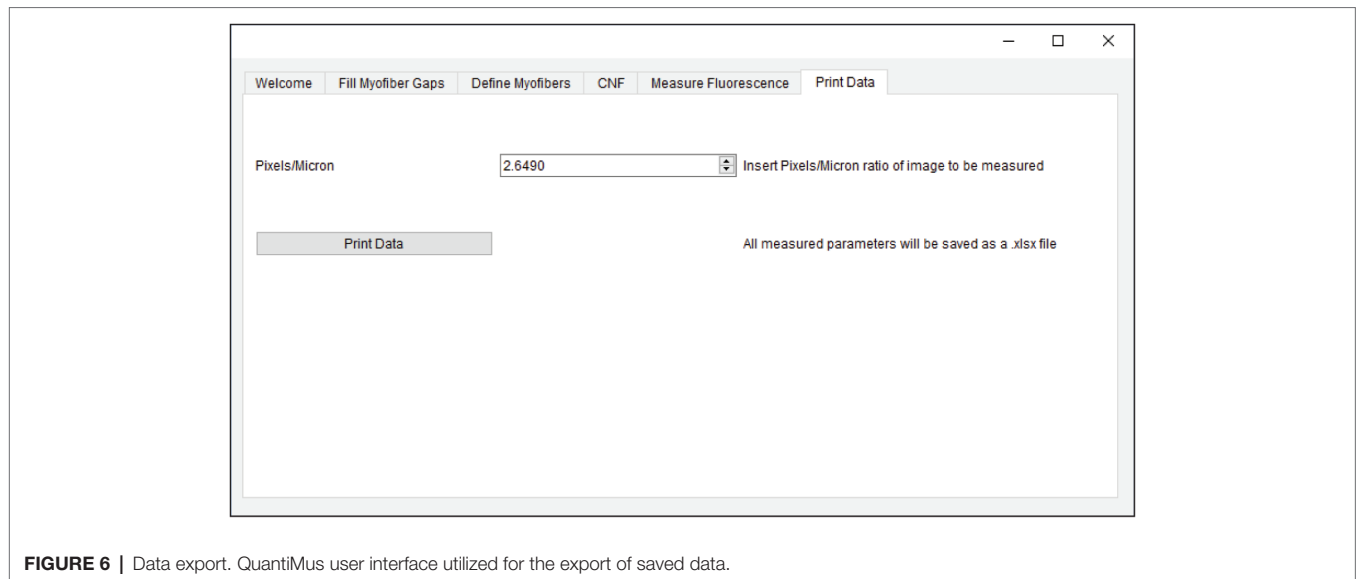 Welcome Fill Myofiber Gaps Define Myofibers CNF Measure Fluorescence Print Data
Pixels/Micron 2.6490 Insert Pixels/Micron ratio of image to be measured
Print Data All measured parameters will be saved as a .xlsx file
FIGURE 6 | Data export. QuantiMus user interface utilized for the export of saved data.